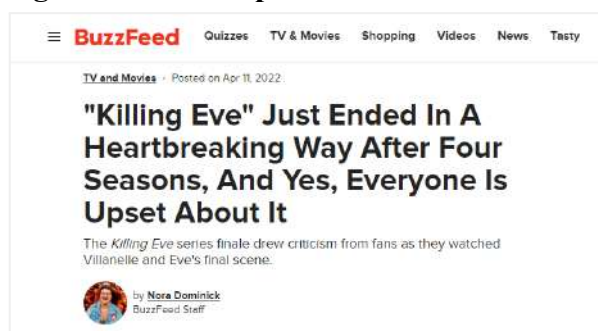 ≡ BuzzFeed Quizzes TV & Movies Shopping Videos News Tasty
TV and Movies · Posted on Apr 11, 2022
"Killing Eve" Just Ended In A
Heartbreaking Way After Four
Seasons, And Yes, Everyone Is
Upset About It
The Killing Eve series finale drew criticism from fans as they watched
Villanelle and Eve's final scene.
by Nora Dominick
BuzzFeed Staff